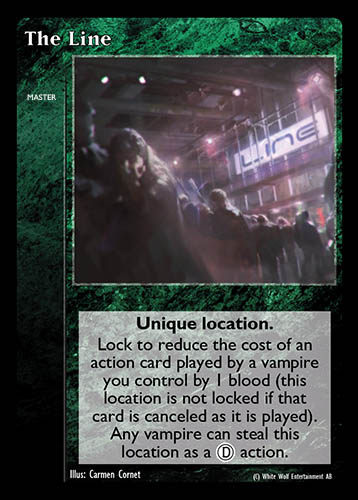 The Line
MASTER
LINE
Unique location.
Lock to reduce the cost of an
action card played by a vampire
you control by 1 blood (this
location is not locked if that
card is canceled as it is played).
Any vampire can steal this
location as a Ⓓ action.
Illus: Carmen Cornet
(C) White Wolf Entertainment AB